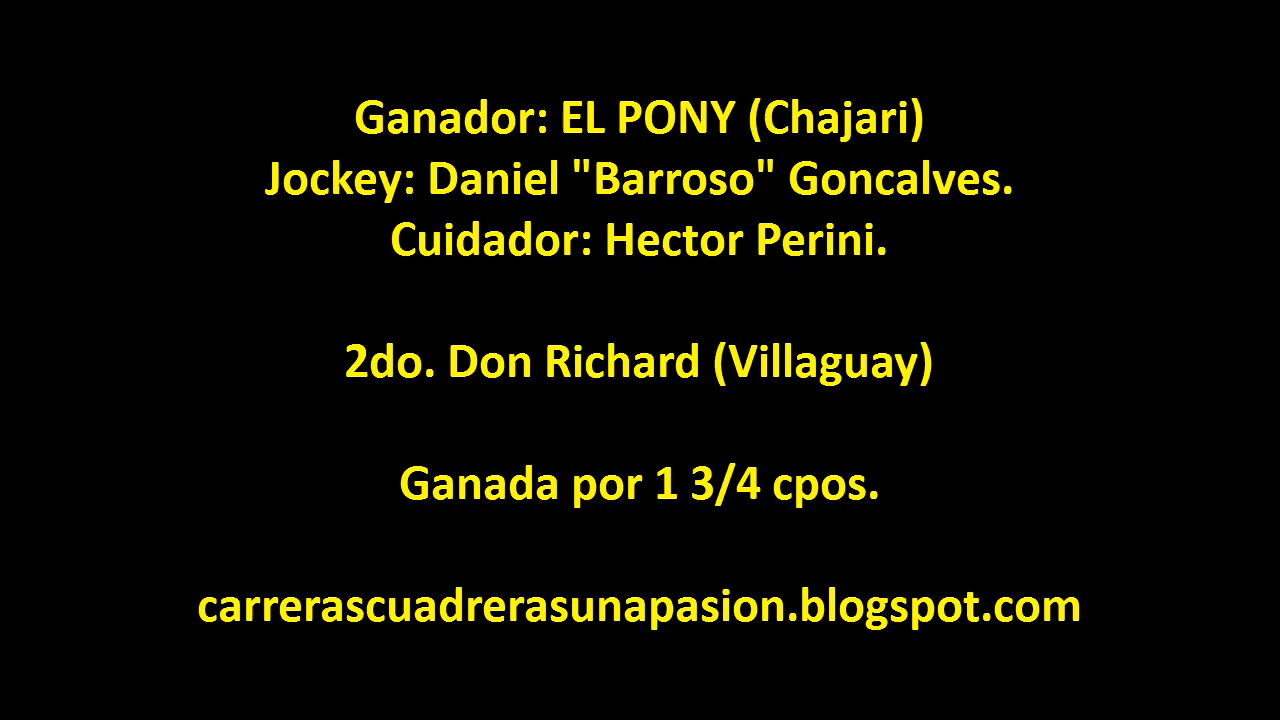 Ganador: EL PONY (Chajari)
Jockey: Daniel "Barroso" Goncalves.
Cuidador: Hector Perini.
2do. Don Richard (Villaguay)
Ganada por 1 3/4 cpos.
carrerascuadrerasunapasion.blogspot.com